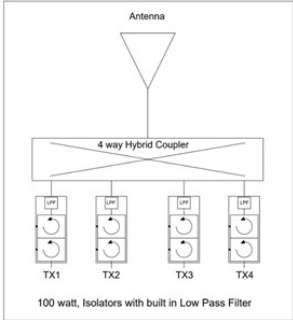 Antenna
4 way Hybrid Coupler
LPF LPF LPF LPF
TX1 TX2 TX3 TX4
100 watt, Isolators with built in Low Pass Filter